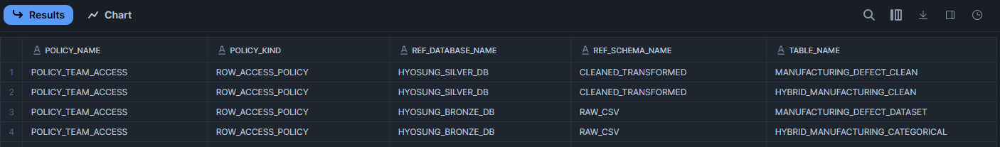 Results Chart
A POLICY_NAME A POLICY_KIND A REF_DATABASE_NAME A REF_SCHEMA_NAME A TABLE_NAME
1 POLICY_TEAM_ACCESS ROW_ACCESS_POLICY HYOSUNG_SILVER_DB CLEANED_TRANSFORMED MANUFACTURING_DEFECT_CLEAN
2 POLICY_TEAM_ACCESS ROW_ACCESS_POLICY HYOSUNG_SILVER_DB CLEANED_TRANSFORMED HYBRID_MANUFACTURING_CLEAN
3 POLICY_TEAM_ACCESS ROW_ACCESS_POLICY HYOSUNG_BRONZE_DB RAW_CSV MANUFACTURING_DEFECT_DATASET
4 POLICY_TEAM_ACCESS ROW_ACCESS_POLICY HYOSUNG_BRONZE_DB RAW_CSV HYBRID_MANUFACTURING_CATEGORICAL